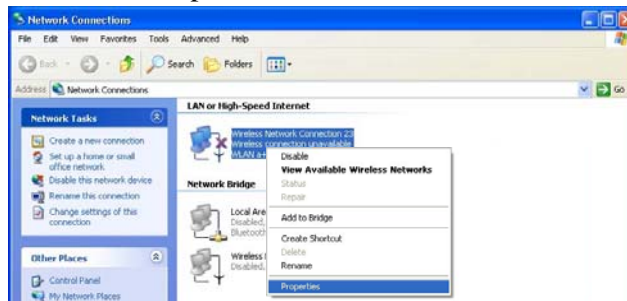 Network Connections
File Edit View Favorites Tools Advanced Help
Back Search Folders
Address Network Connections Go
LAN or High-Speed Internet
Network Tasks
Create a new connection
Set up a home or small
office network
Disable this network device
Rename this connection
Change settings of this
connection
Other Places
Control Panel
My Network Places
Wireless Network Connection 23
Wireless connection unavailable
WLAN a+
Network Bridge
Local Are
Disabled,
Bluetooth
Wireless
Disabled,
Disable
View Available Wireless Networks
Status
Repair
Add to Bridge
Create Shortcut
Delete
Rename
Properties